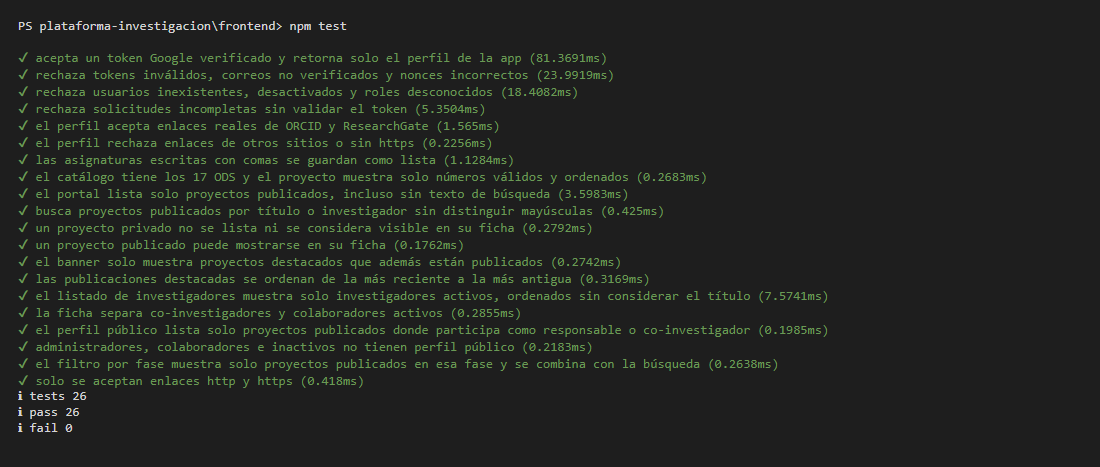 PS plataforma-investigacion\frontend> npm test
✓ acepta un token Google verificado y retorna solo el perfil de la app (81.3691ms)
✓ rechaza tokens inválidos, correos no verificados y nonces incorrectos (23.9919ms)
✓ rechaza usuarios inexistentes, desactivados y roles desconocidos (18.4082ms)
✓ rechaza solicitudes incompletas sin validar el token (5.3504ms)
✓ el perfil acepta enlaces reales de ORCID y ResearchGate (1.565ms)
✓ el perfil rechaza enlaces de otros sitios o sin https (0.2256ms)
✓ las asignaturas escritas con comas se guardan como lista (1.1284ms)
✓ el catálogo tiene los 17 ODS y el proyecto muestra solo números válidos y ordenados (0.2683ms)
✓ el portal lista solo proyectos publicados, incluso sin texto de búsqueda (3.5983ms)
✓ busca proyectos publicados por título o investigador sin distinguir mayúsculas (0.425ms)
✓ un proyecto privado no se lista ni se considera visible en su ficha (0.2792ms)
✓ un proyecto publicado puede mostrarse en su ficha (0.1762ms)
✓ el banner solo muestra proyectos destacados que además están publicados (0.2742ms)
✓ las publicaciones destacadas se ordenan de la más reciente a la más antigua (0.3169ms)
✓ el listado de investigadores muestra solo investigadores activos, ordenados sin considerar el título (7.5741ms)
✓ la ficha separa co-investigadores y colaboradores activos (0.2855ms)
✓ el perfil público lista solo proyectos publicados donde participa como responsable o co-investigador (0.1985ms)
✓ administradores, colaboradores e inactivos no tienen perfil público (0.2183ms)
✓ el filtro por fase muestra solo proyectos publicados en esa fase y se combina con la búsqueda (0.2638ms)
✓ solo se aceptan enlaces http y https (0.418ms)
ℹ tests 26
ℹ pass 26
ℹ fail 0